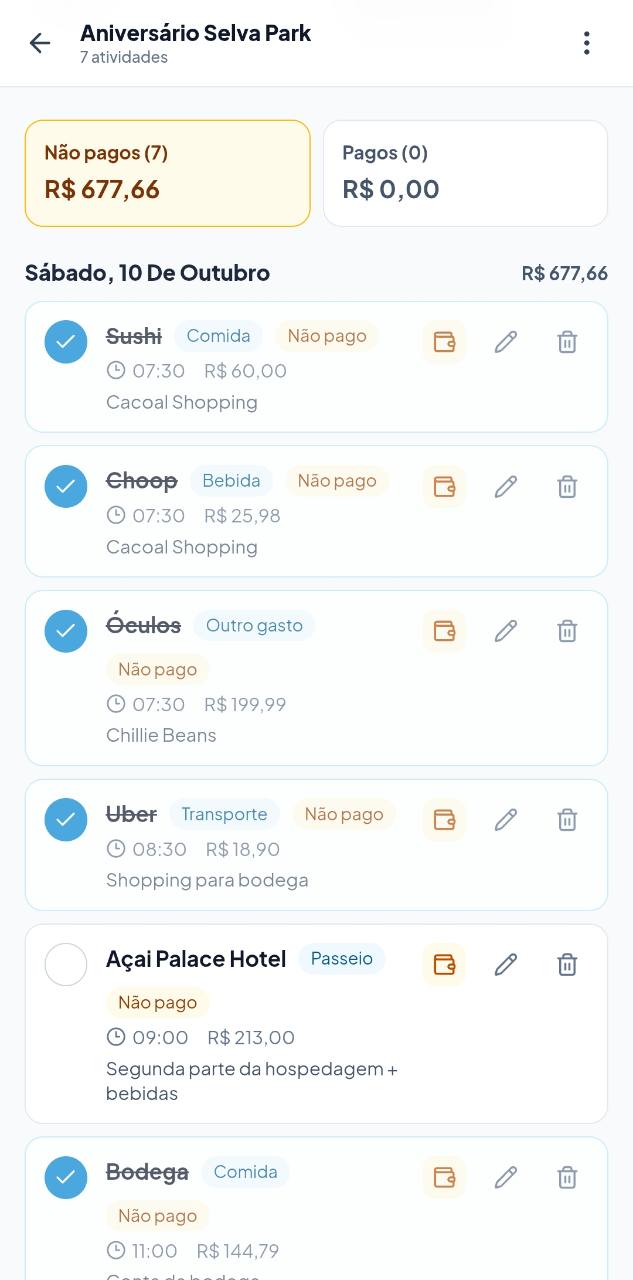 Aniversário Selva Park
7 atividades
Não pagos (7)
R$ 677,66
Pagos (0)
R$ 0,00
Sábado, 10 De Outubro R$ 677,66
Sushi Comida Não pago
07:30 R$ 60,00
Cacoal Shopping
Choop Bebida Não pago
07:30 R$ 25,98
Cacoal Shopping
Óculos Outro gasto
Não pago
07:30 R$ 199,99
Chillie Beans
Uber Transporte Não pago
08:30 R$ 18,90
Shopping para bodega
Açai Palace Hotel Passeio
Não pago
09:00 R$ 213,00
Segunda parte da hospedagem +
bebidas
Bodega Comida
Não pago
11:00 R$ 144,79